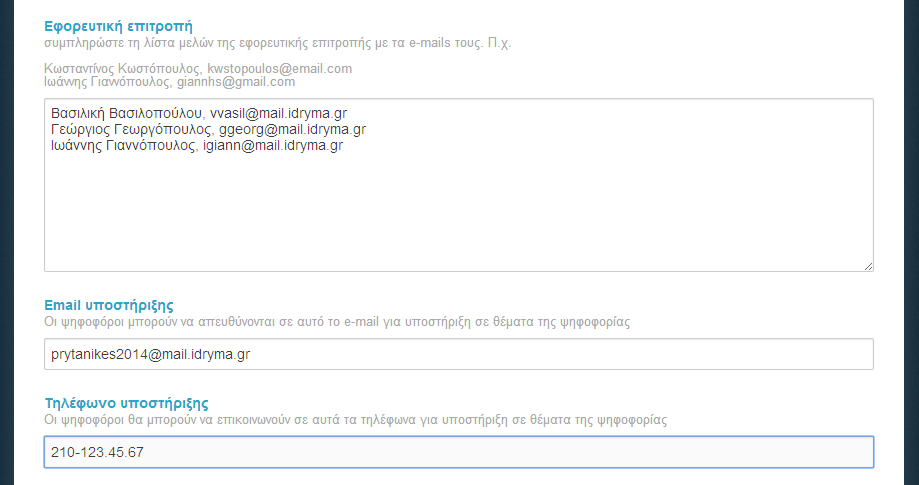 Εφορευτική επιτροπή
συμπληρώστε τη λίστα μελών της εφορευτικής επιτροπής με τα e-mails τους. Π.χ.
Κωσταντίνος Κωστόπουλος, kwstopoulos@email.com
Ιωάννης Γιαννόπουλος, giannhs@gmail.com
Βασιλική Βασιλοπούλου, vvasil@mail.idryma.gr
Γεώργιος Γεωργόπουλος, ggeorg@mail.idryma.gr
Ιωάννης Γιαννόπουλος, igiann@mail.idryma.gr
Email υποστήριξης
Οι ψηφοφόροι μπορούν να απευθύνονται σε αυτό το e-mail για υποστήριξη σε θέματα της ψηφοφορίας
prytanikes2014@mail.idryma.gr
Τηλέφωνο υποστήριξης
Οι ψηφοφόροι θα μπορούν να επικοινωνούν σε αυτά τα τηλέφωνα για υποστήριξη σε θέματα της ψηφοφορίας
210-123.45.67